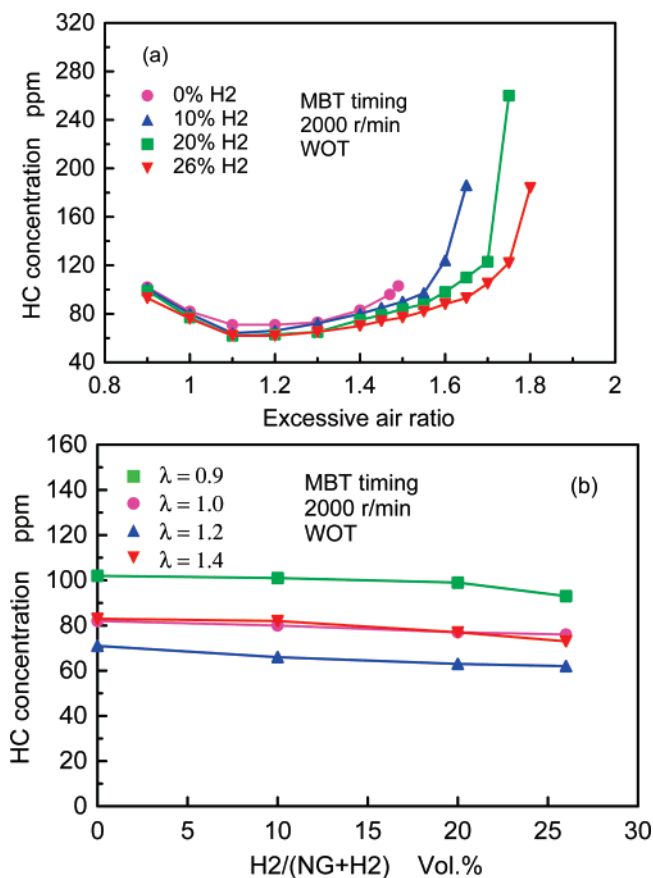 320
280
240
200
160
120
80
40
HC concentration ppm
(a)
0% H2
10% H2
20% H2
26% H2
MBT timing
2000 r/min
WOT
0.8
1
1.2
1.4
1.6
1.8
2
Excessive air ratio
160
140
120
100
80
60
40
20
0
HC concentration ppm
λ = 0.9
λ = 1.0
λ = 1.2
λ = 1.4
MBT timing
2000 r/min
WOT
(b)
0
5
10
15
20
25
30
H2/(NG+H2) Vol.%